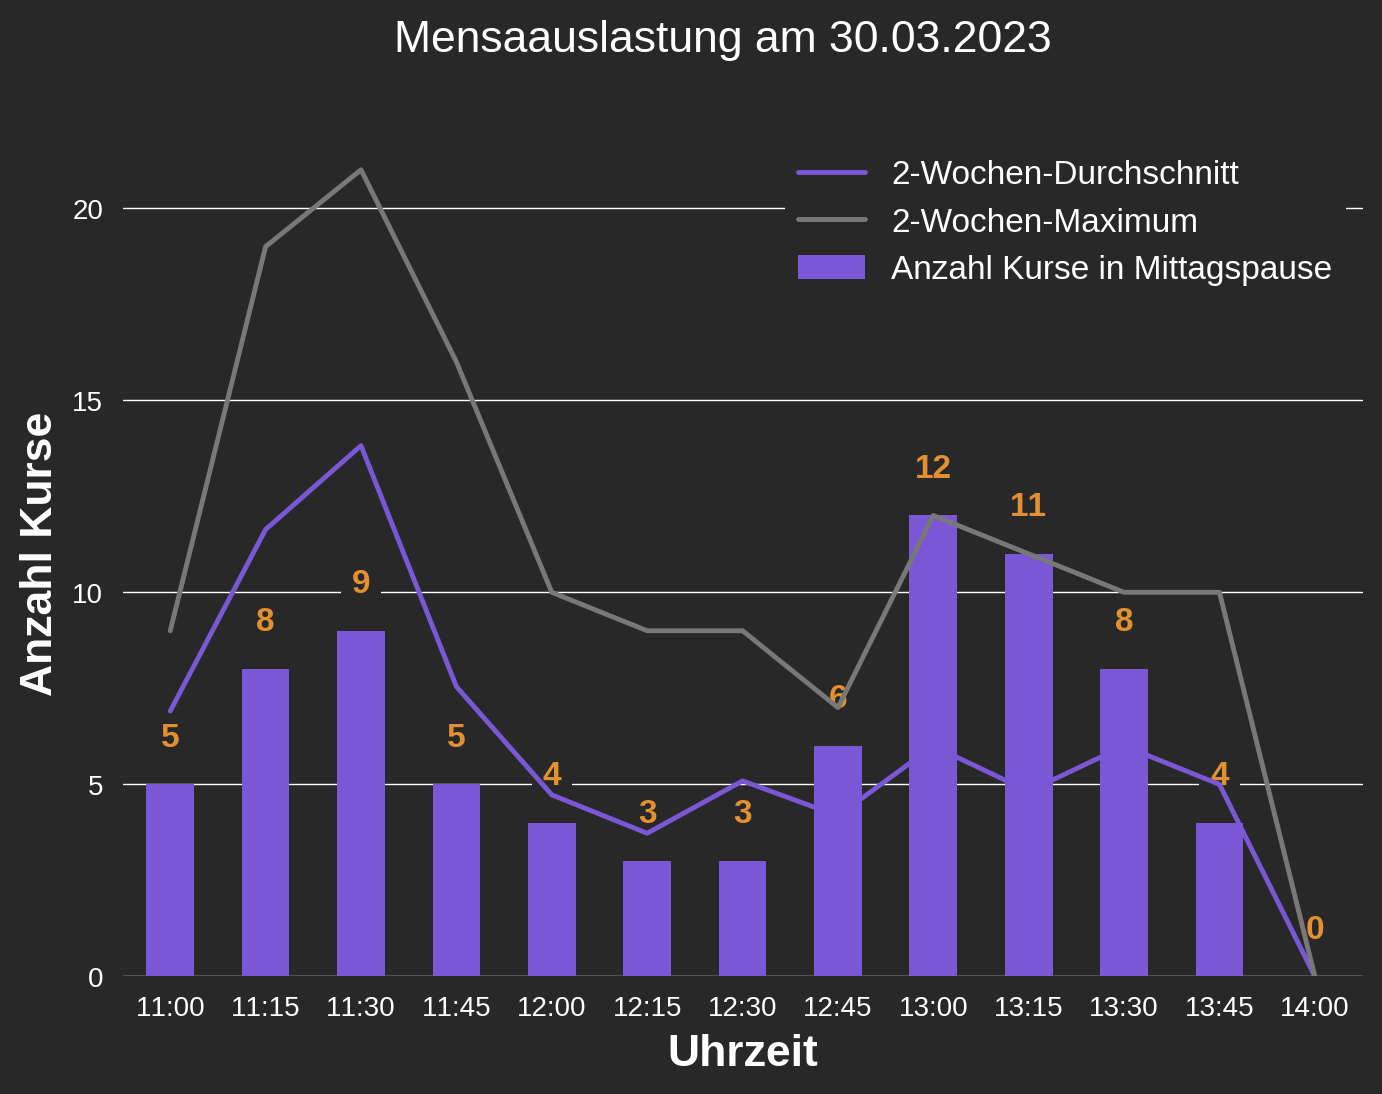 Mensaauslastung am 30.03.2023
2-Wochen-Durchschnitt
2-Wochen-Maximum
Anzahl Kurse in Mittagspause
Anzahl Kurse
20
15
10
5
0
5
8
9
5
4
3
3
6
12
11
8
4
0
11:00 11:15 11:30 11:45 12:00 12:15 12:30 12:45 13:00 13:15 13:30 13:45 14:00
Uhrzeit